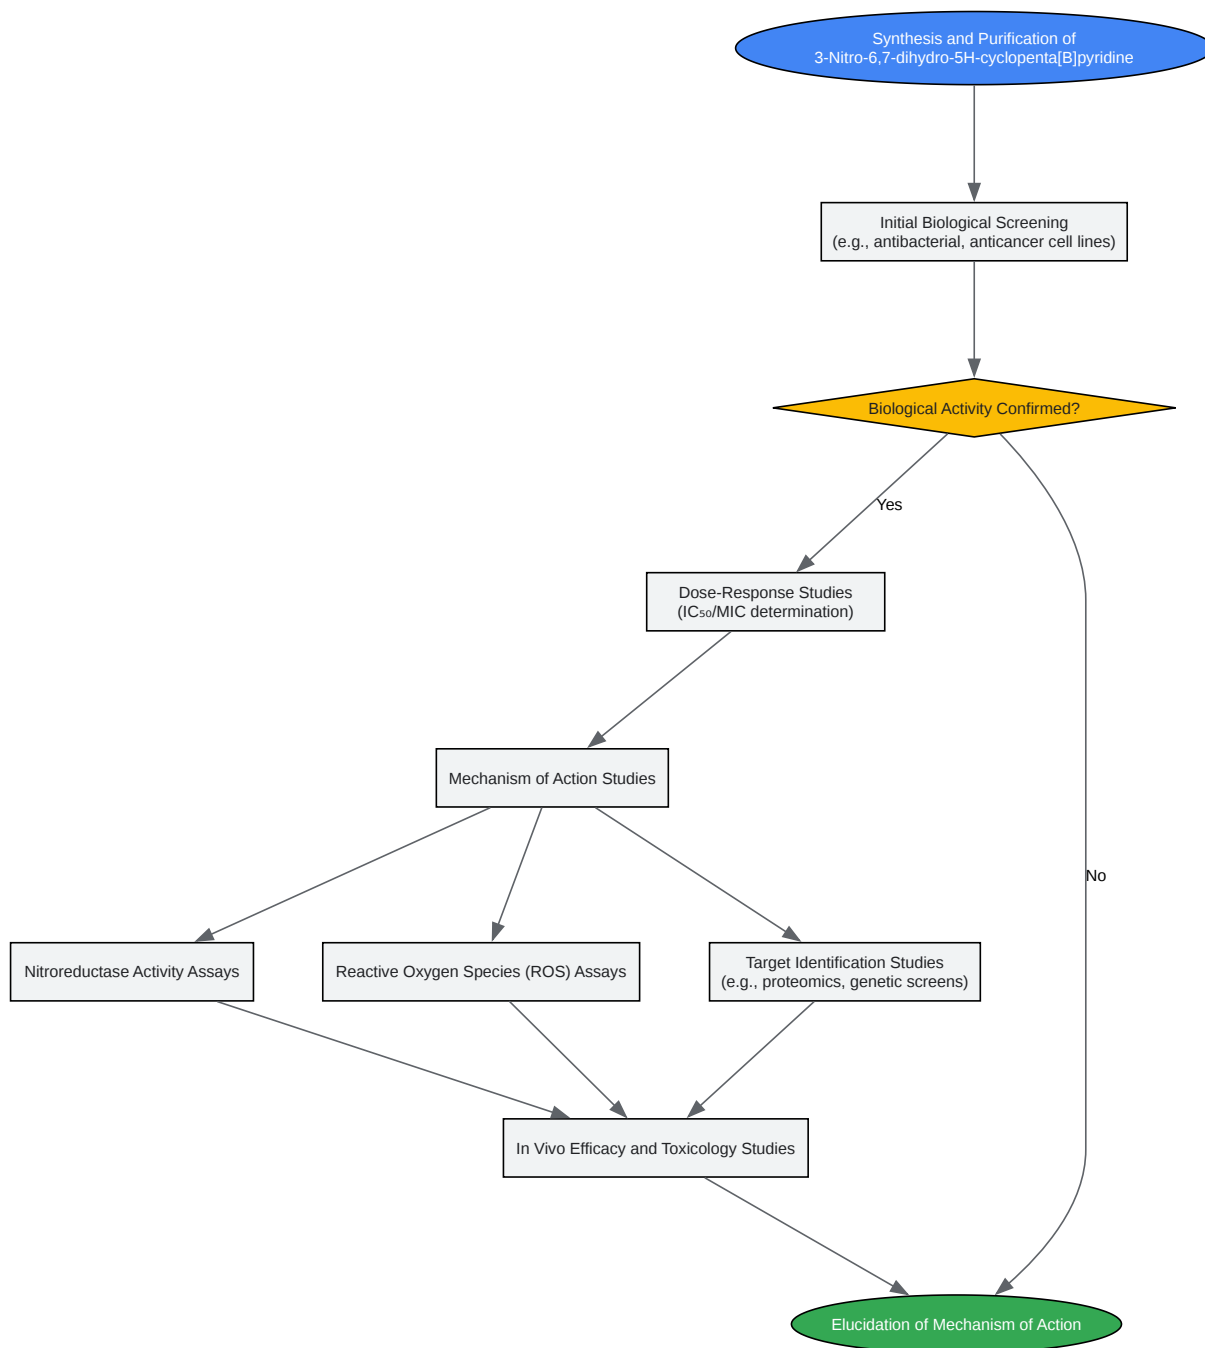 Synthesis and Purification of
3-Nitro-6,7-dihydro-5H-cyclopenta[B]pyridine
Initial Biological Screening
(e.g., antibacterial, anticancer cell lines)
Biological Activity Confirmed?
Yes
Dose-Response Studies
(IC₅₀/MIC determination)
Mechanism of Action Studies
No
Nitroreductase Activity Assays
Reactive Oxygen Species (ROS) Assays
Target Identification Studies
(e.g., proteomics, genetic screens)
In Vivo Efficacy and Toxicology Studies
Elucidation of Mechanism of Action